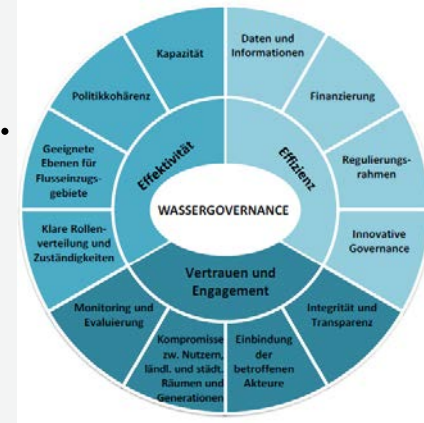 Kapazität
Daten und
Informationen
Politikkohärenz
Finanzierung
Geeignete
Ebenen für
Flusseinzugs-
gebiete
Effektivität
Effizienz
Regulierungs-
rahmen
WASSERGOVERNANCE
Klare Rollen-
verteilung und
Zuständigkeiten
Innovative
Governance
Vertrauen und
Engagement
Monitoring und
Evaluierung
Integrität und
Transparenz
Kompromisse
zw. Nutzern,
ländl. und städt.
Räumen und
Generationen
Einbindung
der
betroffenen
Akteure